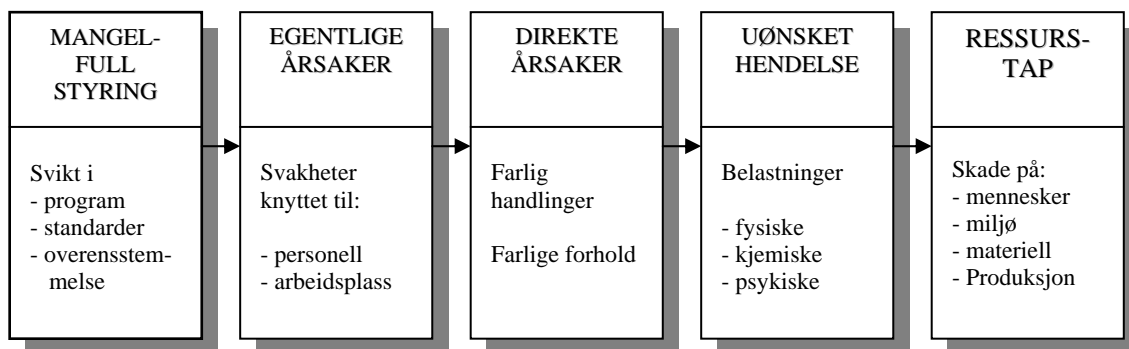 MANGEL-
FULL
STYRING
Svikt i
- program
- standarder
- overensstem-
melse
EGENTLIGE
ÅRSAKER
Svakheter
knyttet til:
- personell
- arbeidsplass
DIREKTE
ÅRSAKER
Farlig
handlinger
Farlige forhold
UØNSKET
HENDELSE
Belastninger
- fysiske
- kjemiske
- psykiske
RESSURS-
TAP
Skade på:
- mennesker
- miljø
- materiell
- Produksjon